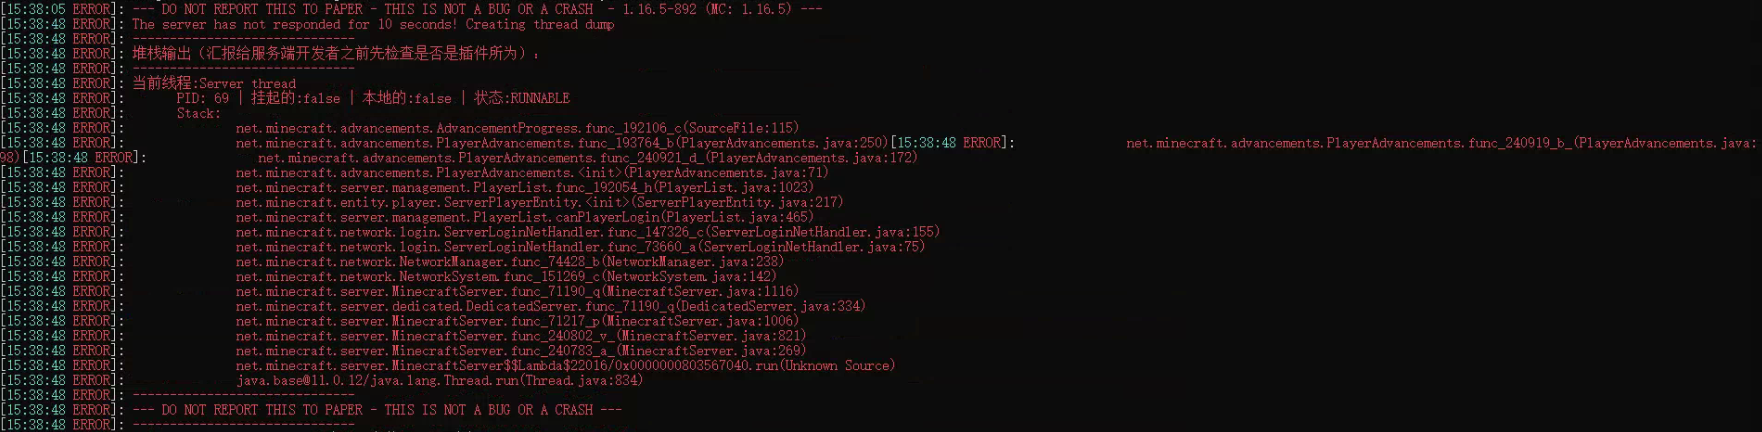 [15:38:05 ERROR]: --- DO NOT REPORT THIS TO PAPER - THIS IS NOT A BUG OR A CRASH  - 1.16.5-892 (MC: 1.16.5) ---
[15:38:48 ERROR]: The server has not responded for 10 seconds! Creating thread dump
[15:38:48 ERROR]: ------------------------------
[15:38:48 ERROR]: 堆栈输出（汇报给服务端开发者之前先检查是否是插件所为）:
[15:38:48 ERROR]: ------------------------------
[15:38:48 ERROR]: 当前线程:Server thread
[15:38:48 ERROR]: PID: 69 | 挂起的:false | 本地的:false | 状态:RUNNABLE
[15:38:48 ERROR]: Stack:
[15:38:48 ERROR]: net.minecraft.advancements.AdvancementProgress.func_192106_c(SourceFile:115)
[15:38:48 ERROR]: net.minecraft.advancements.PlayerAdvancements.func_193764_b(PlayerAdvancements.java:250)[15:38:48 ERROR]: net.minecraft.advancements.PlayerAdvancements.func_240919_b_(PlayerAdvancements.java:
98)[15:38:48 ERROR]: net.minecraft.advancements.PlayerAdvancements.func_240921_d_(PlayerAdvancements.java:172)
[15:38:48 ERROR]: net.minecraft.advancements.PlayerAdvancements.<init>(PlayerAdvancements.java:71)
[15:38:48 ERROR]: net.minecraft.server.management.PlayerList.func_192054_h(PlayerList.java:1023)
[15:38:48 ERROR]: net.minecraft.entity.player.ServerPlayerEntity.<init>(ServerPlayerEntity.java:217)
[15:38:48 ERROR]: net.minecraft.server.management.PlayerList.canPlayerLogin(PlayerList.java:465)
[15:38:48 ERROR]: net.minecraft.network.login.ServerLoginNetHandler.func_147326_c(ServerLoginNetHandler.java:155)
[15:38:48 ERROR]: net.minecraft.network.login.ServerLoginNetHandler.func_73660_a(ServerLoginNetHandler.java:75)
[15:38:48 ERROR]: net.minecraft.network.NetworkManager.func_74428_b(NetworkManager.java:238)
[15:38:48 ERROR]: net.minecraft.network.NetworkSystem.func_151269_c(NetworkSystem.java:142)
[15:38:48 ERROR]: net.minecraft.server.MinecraftServer.func_71190_q(MinecraftServer.java:1116)
[15:38:48 ERROR]: net.minecraft.server.dedicated.DedicatedServer.func_71190_q(DedicatedServer.java:334)
[15:38:48 ERROR]: net.minecraft.server.MinecraftServer.func_71217_p(MinecraftServer.java:1006)
[15:38:48 ERROR]: net.minecraft.server.MinecraftServer.func_240802_v_(MinecraftServer.java:821)
[15:38:48 ERROR]: net.minecraft.server.MinecraftServer.func_240783_a_(MinecraftServer.java:269)
[15:38:48 ERROR]: net.minecraft.server.MinecraftServer$$Lambda$22016/0x0000000803567040.run(Unknown Source)
[15:38:48 ERROR]: java.base@11.0.12/java.lang.Thread.run(Thread.java:834)
[15:38:48 ERROR]: ------------------------------
[15:38:48 ERROR]: --- DO NOT REPORT THIS TO PAPER - THIS IS NOT A BUG OR A CRASH ---
[15:38:48 ERROR]: ------------------------------